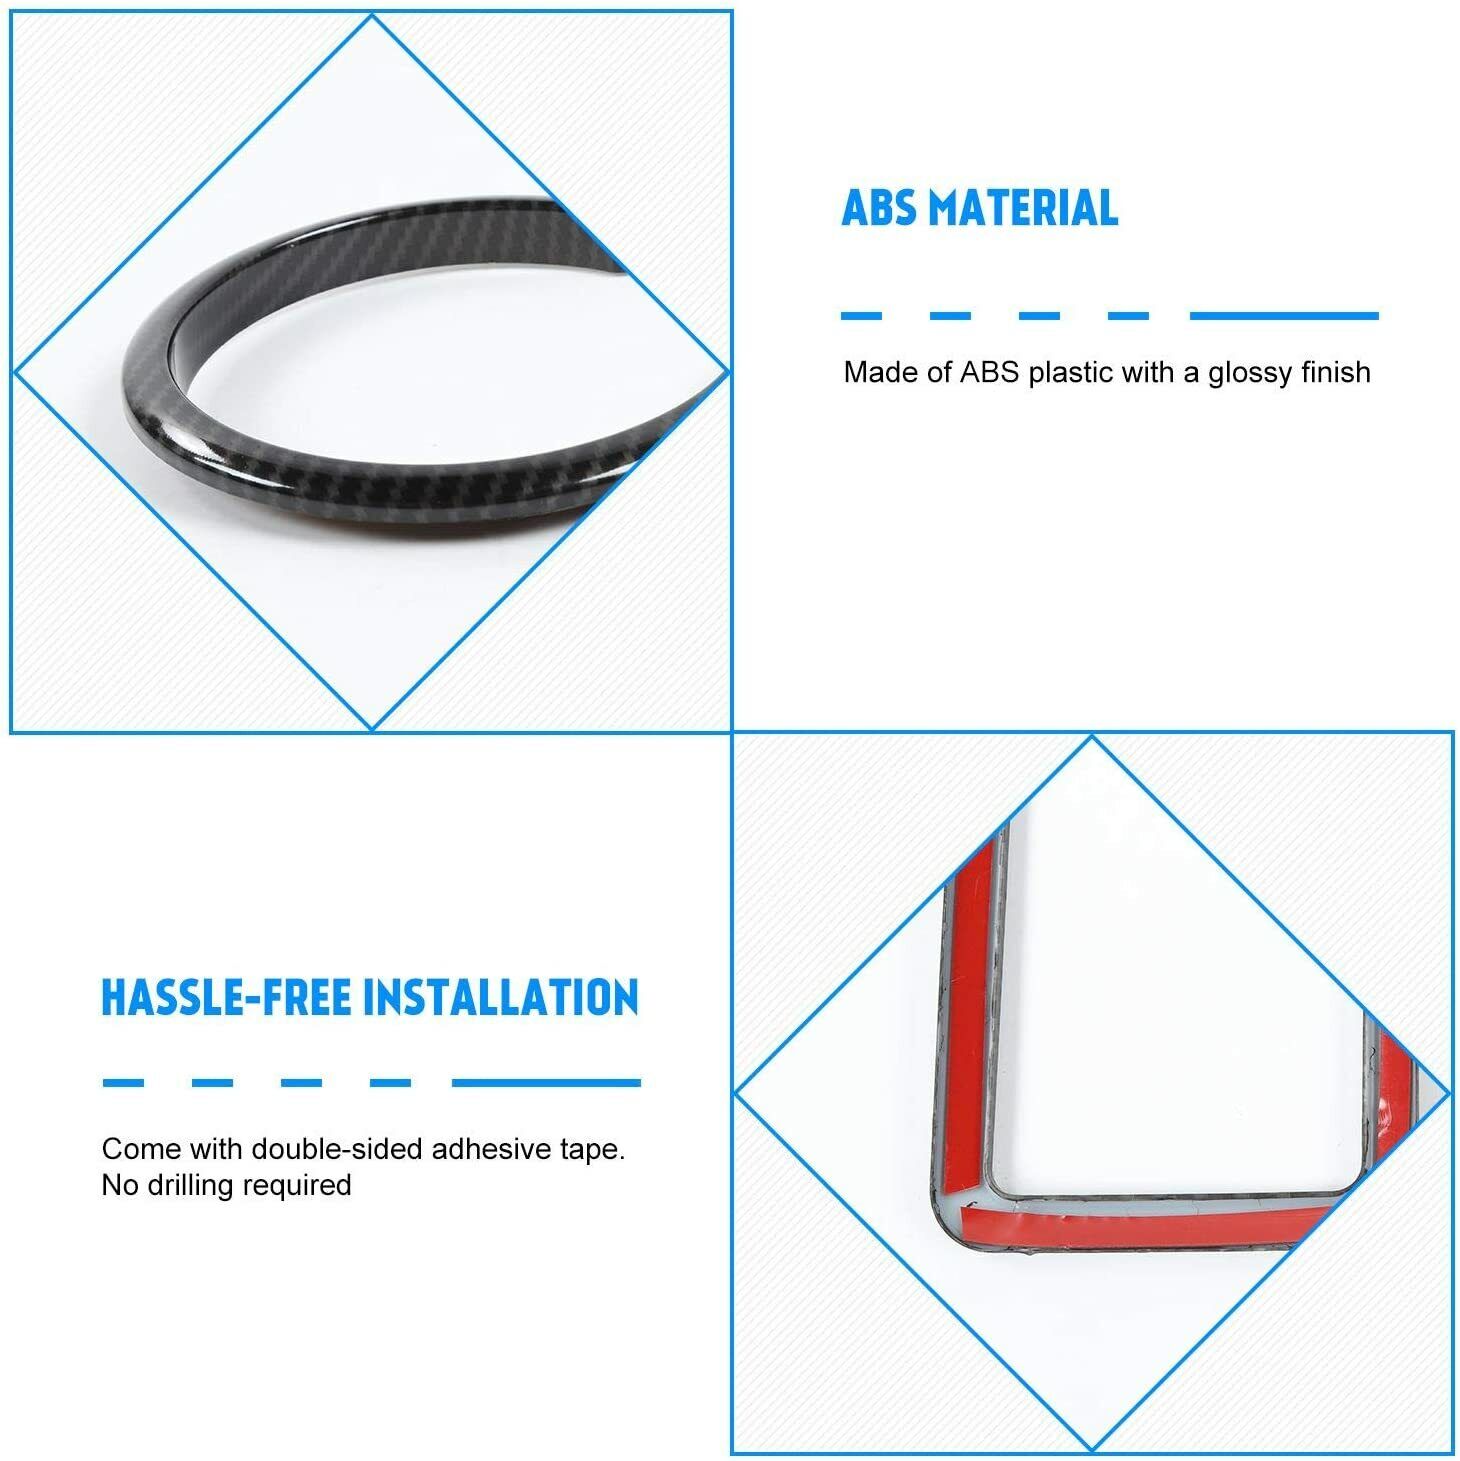 ABS MATERIAL
Made of ABS plastic with a glossy finish
HASSLE-FREE INSTALLATION
Come with double-sided adhesive tape.
No drilling required